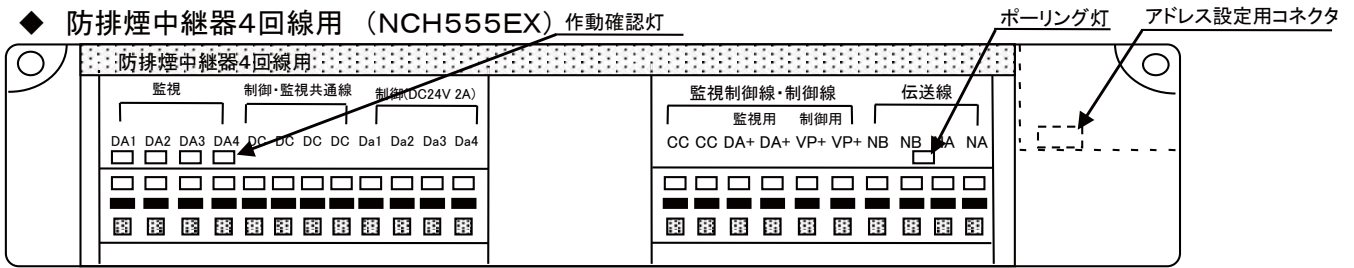 ◆ 防排煙中継器4回線用 (NCH555EX) 作動確認灯 ポーリング灯 アドレス設定用コネクタ
防排煙中継器4回線用
監視 制御・監視共通線 制御(DC24V 2A) 監視制御線・制御線 伝送線
監視用 制御用
DA1 DA2 DA3 DA4 DC DC DC DC Da1 Da2 Da3 Da4 CC CC DA+ DA+ VP+ VP+ NB NB NA NA